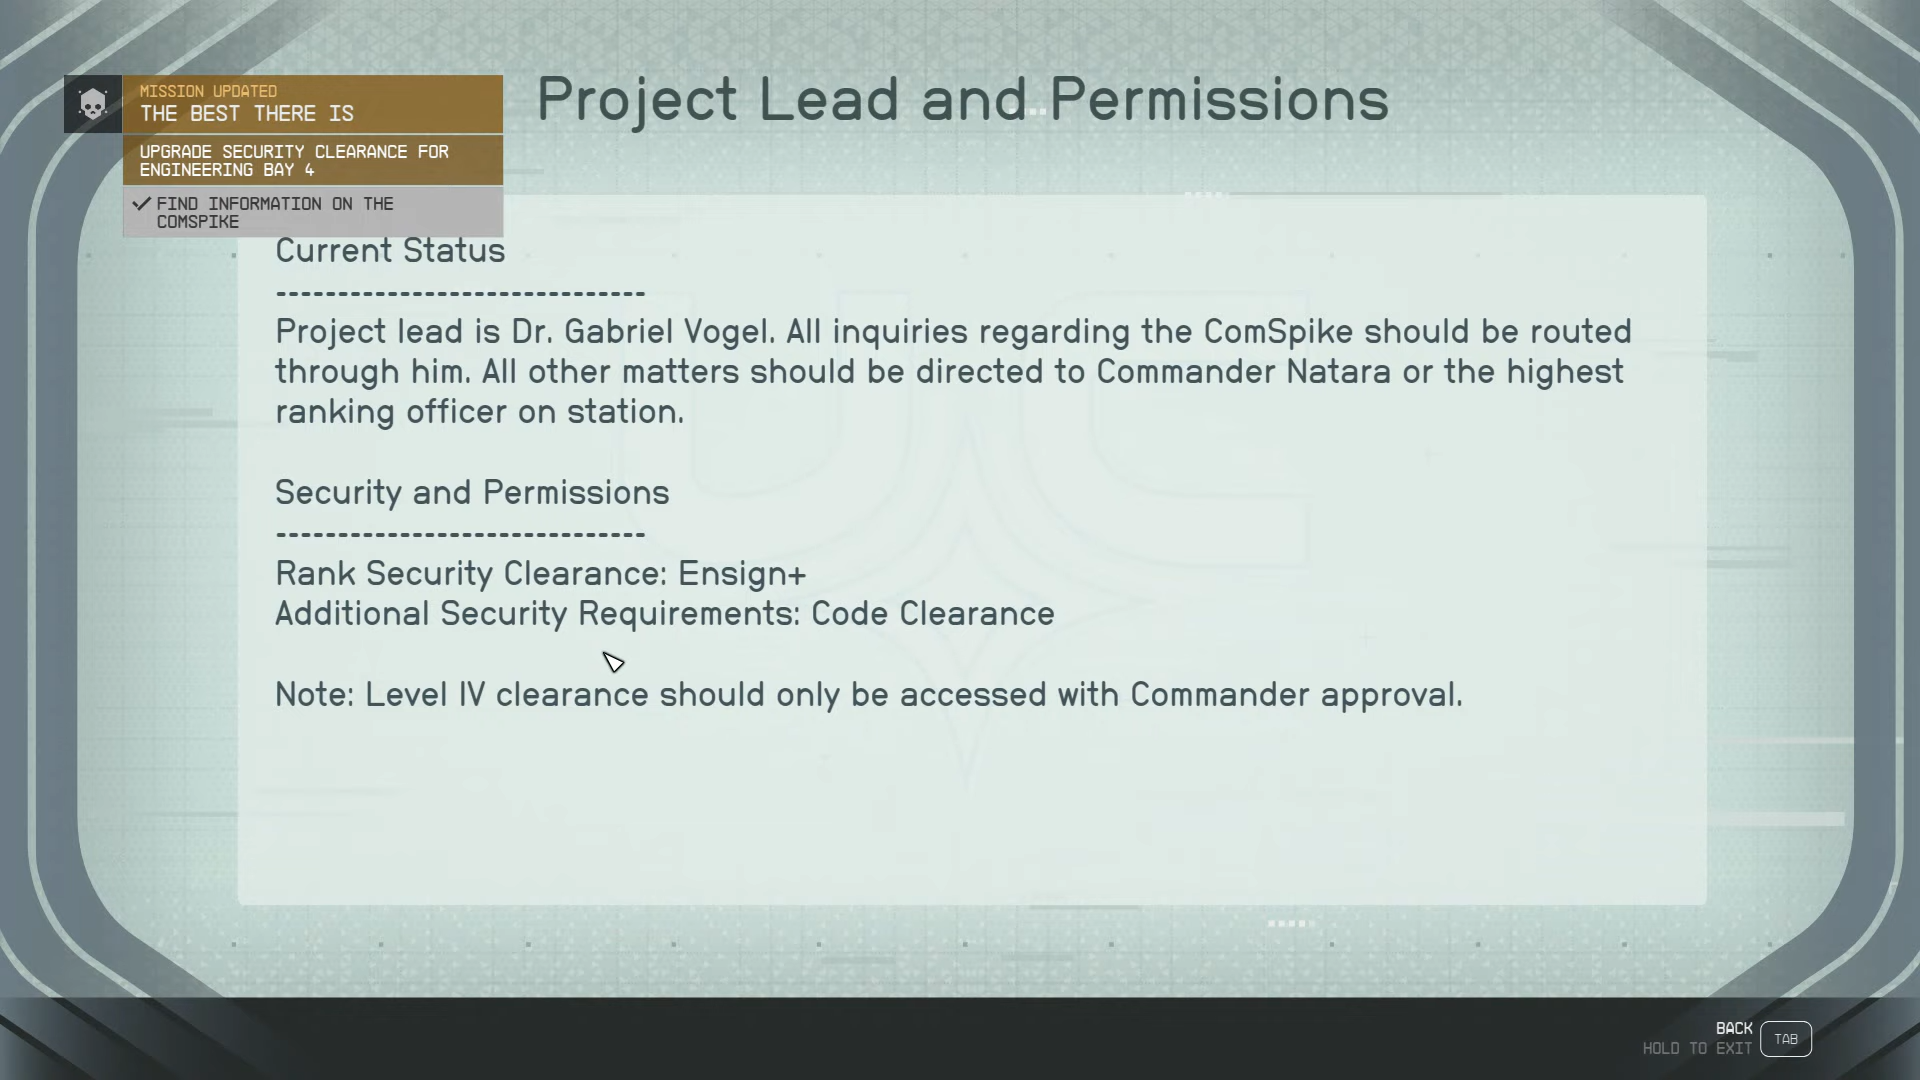 MISSION UPDATED
THE BEST THERE IS
UPGRADE SECURITY CLEARANCE FOR
ENGINEERING BAY 4
FIND INFORMATION ON THE
COMSPIKE
Project Lead and Permissions
Current Status
------------------------------
Project lead is Dr. Gabriel Vogel. All inquiries regarding the ComSpike should be routed
through him. All other matters should be directed to Commander Natara or the highest
ranking officer on station.
Security and Permissions
------------------------------
Rank Security Clearance: Ensign+
Additional Security Requirements: Code Clearance
Note: Level IV clearance should only be accessed with Commander approval.
UC
BACK
HOLD TO EXIT
TAB